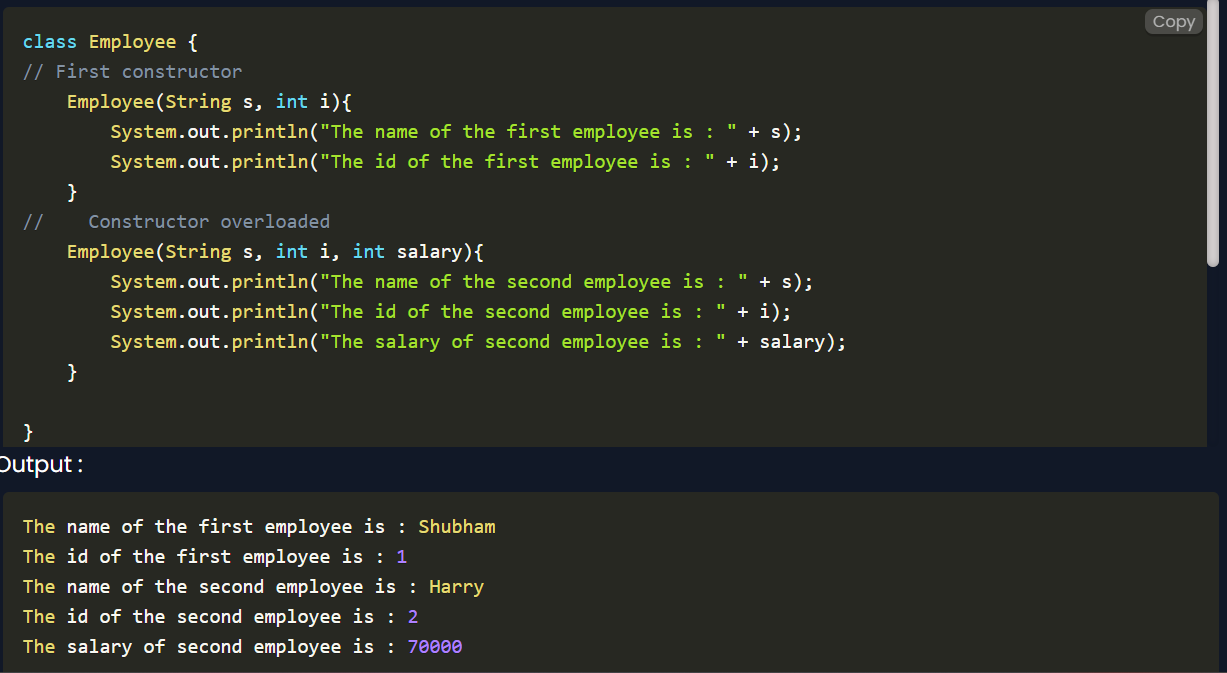 Copy
class Employee {
// First constructor
    Employee(String s, int i){
        System.out.println("The name of the first employee is : " + s);
        System.out.println("The id of the first employee is : " + i);
    }
//    Constructor overloaded
    Employee(String s, int i, int salary){
        System.out.println("The name of the second employee is : " + s);
        System.out.println("The id of the second employee is : " + i);
        System.out.println("The salary of second employee is : " + salary);
    }
}
Output :
The name of the first employee is : Shubham
The id of the first employee is : 1
The name of the second employee is : Harry
The id of the second employee is : 2
The salary of second employee is : 70000